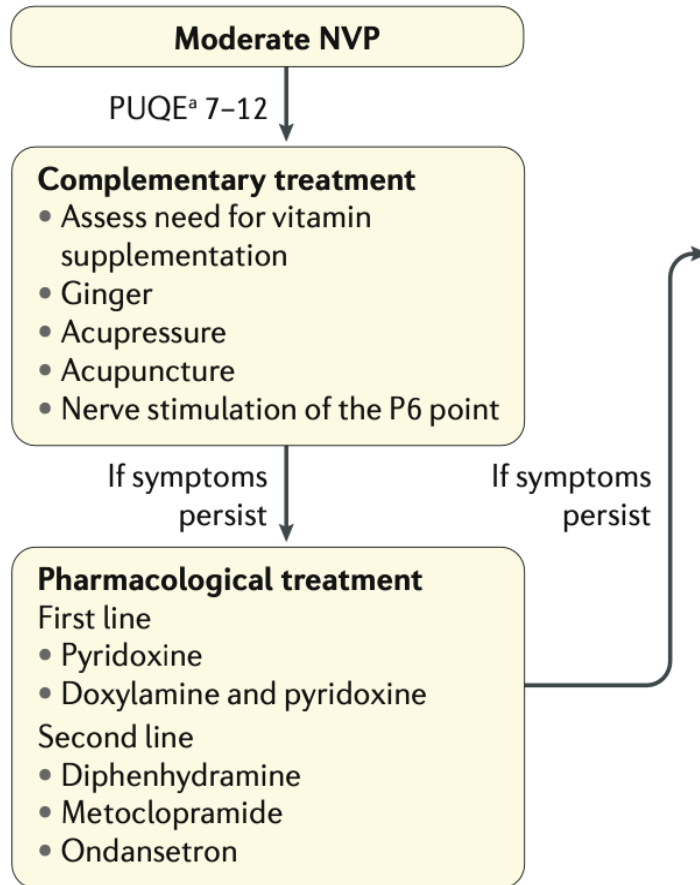 Moderate NVP
PUQEᵃ 7–12
Complementary treatment
• Assess need for vitamin
supplementation
• Ginger
• Acupressure
• Acupuncture
• Nerve stimulation of the P6 point
If symptoms
persist
If symptoms
persist
Pharmacological treatment
First line
• Pyridoxine
• Doxylamine and pyridoxine
Second line
• Diphenhydramine
• Metoclopramide
• Ondansetron